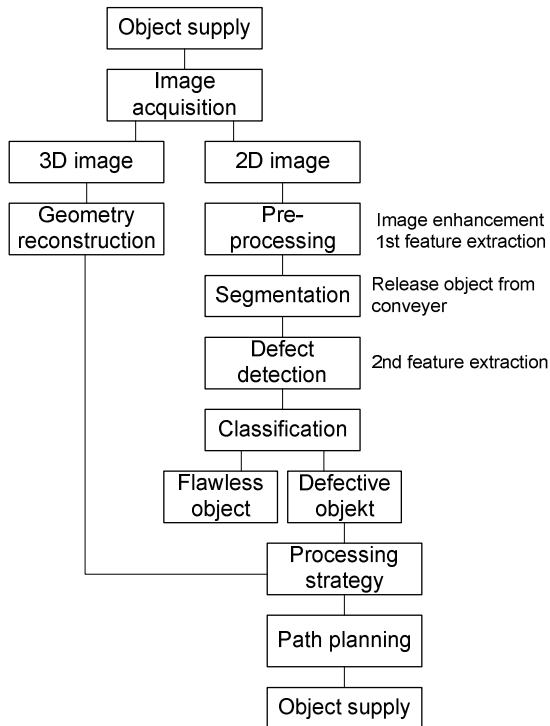 Object supply
Image
acquisition
3D image
2D image
Geometry
reconstruction
Pre-
processing
Image enhancement
1st feature extraction
Segmentation
Release object from
conveyer
Defect
detection
2nd feature extraction
Classification
Flawless
object
Defective
objekt
Processing
strategy
Path planning
Object supply